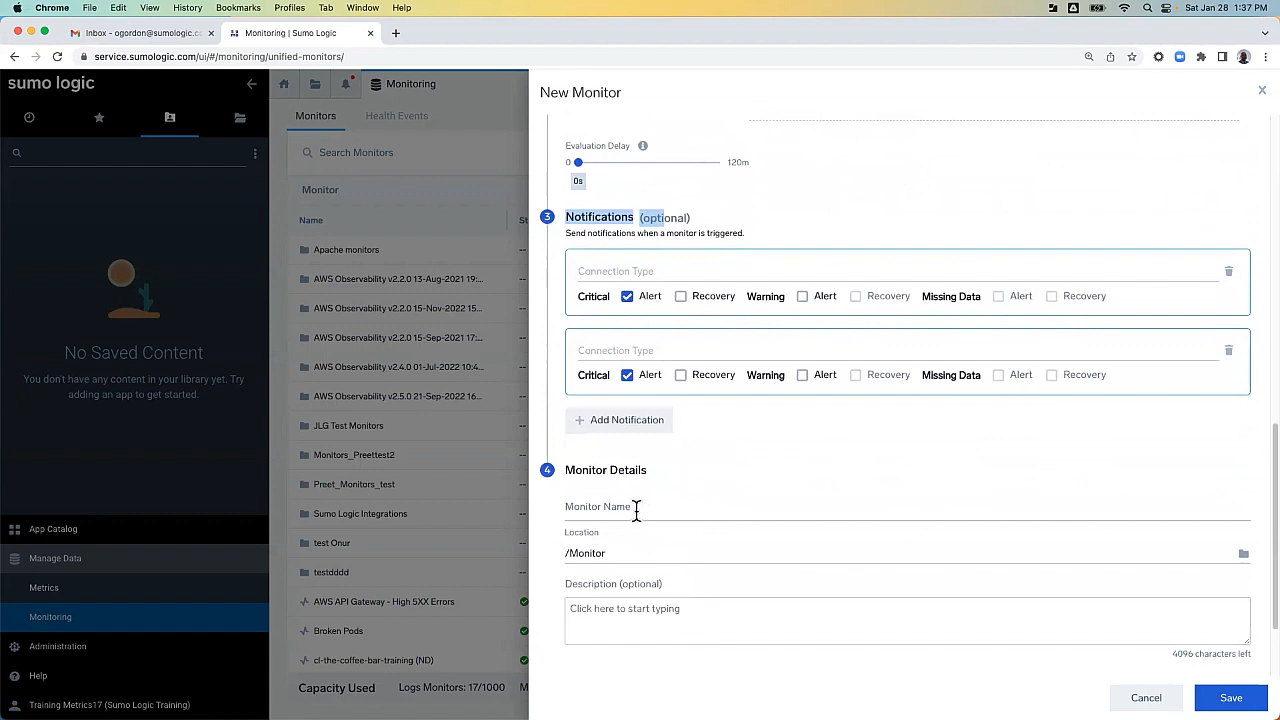 Chrome File Edit View History Bookmarks Profiles Tab Window Help
Sat Jan 28 1:37 PM
Inbox - ogordon@sumologic.c
Monitoring | Sumo Logic
service.sumologic.com/ui/#/monitoring/unified-monitoring/
sumo logic
No Saved Content
You don't have any content in your library yet. Try
adding an app to get started.
App Catalog
Manage Data
Metrics
Monitoring
Administration
Help
Training Metrics17 (Sumo Logic Training)
Monitoring
Monitors Health Events
Search Monitors
Monitor
Name St
Apache monitors --
AWS Observability v2.2.0 13-Aug-2021 19:... --
AWS Observability v2.2.0 15-Nov-2022 15... --
AWS Observability v2.2.0 15-Sep-2021 17:... --
AWS Observability v2.4.0 01-Jul-2022 10:4... --
AWS Observability v2.5.0 21-Sep-2022 16... --
JLG Test Monitors --
Monitors_Preettest2 --
Preet_Monitors_test --
Sumo Logic Integrations --
test Onur --
testdddd --
AWS API Gateway - High 5XX Errors
Broken Pods
cl-the-coffee-bar-training (ND)
Capacity Used Logs Monitors: 17/1000 M
New Monitor
Evaluation Delay
0 120m
0s
3 Notifications (optional)
Send notifications when a monitor is triggered.
Connection Type
Critical Alert Recovery Warning Alert Recovery Missing Data Alert Recovery
Connection Type
Critical Alert Recovery Warning Alert Recovery Missing Data Alert Recovery
+ Add Notification
4 Monitor Details
Monitor Name
Location
/Monitor
Description (optional)
Click here to start typing
4096 characters left
Cancel Save